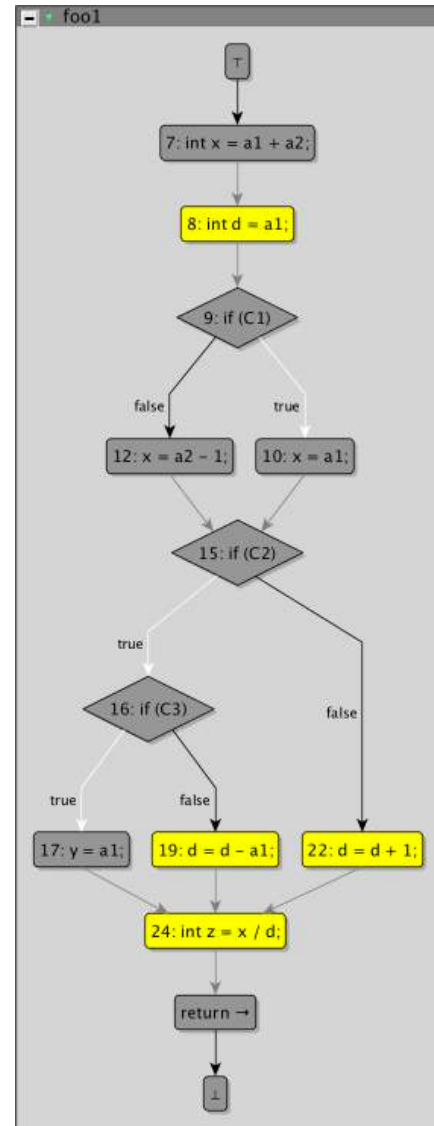 foo1
⊤
7: int x = a1 + a2;
8: int d = a1;
9: if (C1)
false
true
12: x = a2 - 1;
10: x = a1;
15: if (C2)
true
false
16: if (C3)
true
false
17: y = a1;
19: d = d - a1;
22: d = d + 1;
24: int z = x / d;
return →
⊥